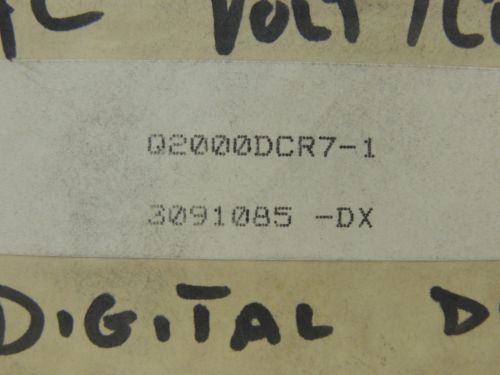 VOLT
Q2000DCR7-1
3091085 -DX
DIGITAL